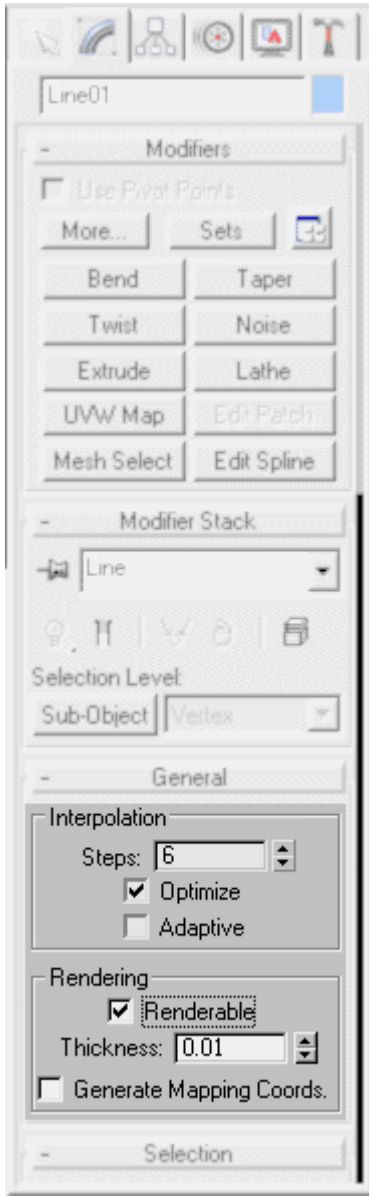 Line01
- Modifiers
Use Pivot Points
More... Sets
Bend Taper
Twist Noise
Extrude Lathe
UVW Map Edit Patch
Mesh Select Edit Spline
- Modifier Stack
Line
Selection Level:
Sub-Object Vertex
- General
Interpolation
Steps: 6
Optimize
Adaptive
Rendering
Renderable
Thickness: 0.01
Generate Mapping Coords.
- Selection